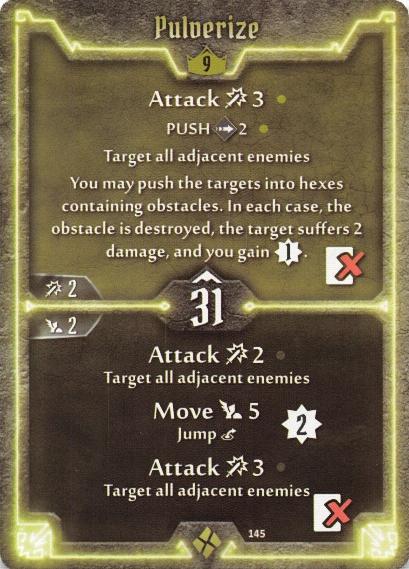 Pulverize
9
Attack 3
PUSH 2
Target all adjacent enemies
You may push the targets into hexes
containing obstacles. In each case, the
obstacle is destroyed, the target suffers 2
damage, and you gain 1.
2
31
2
Attack 2
Target all adjacent enemies
Move 5
Jump
2
Attack 3
Target all adjacent enemies
145